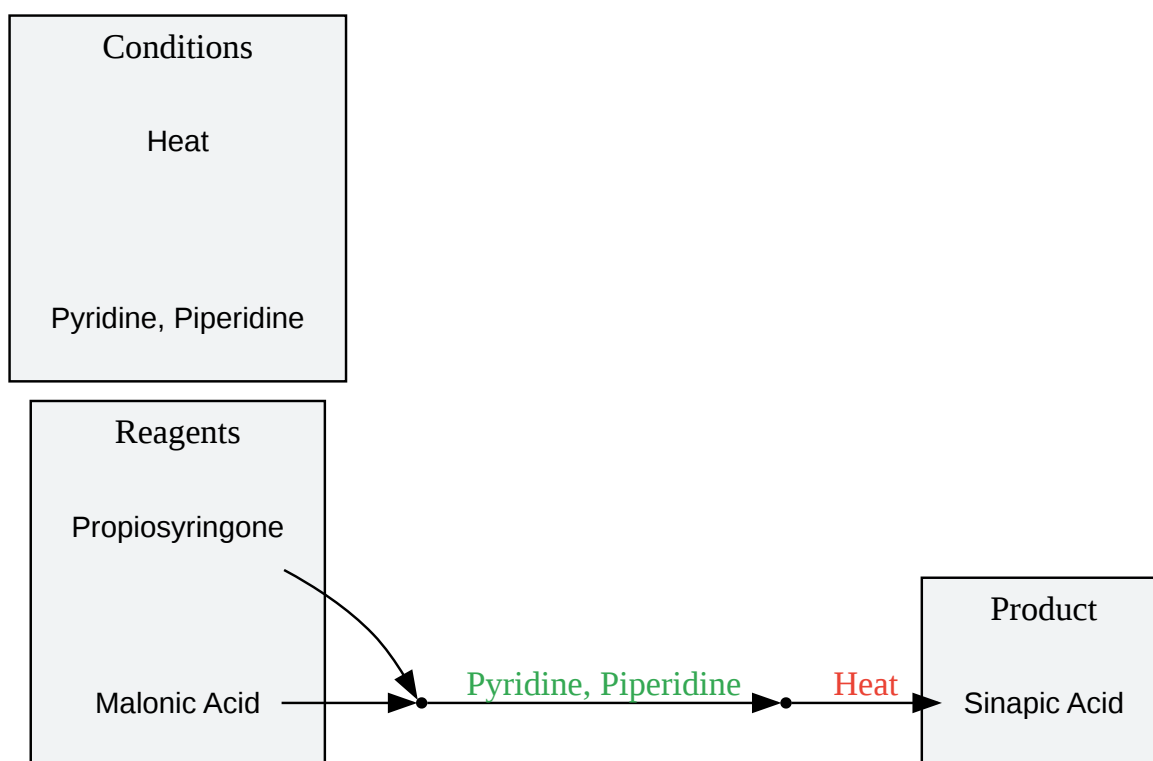 Conditions
Heat
Pyridine, Piperidine
Reagents
Propiosyringone
Malonic Acid
Pyridine, Piperidine
Heat
Product
Sinapic Acid